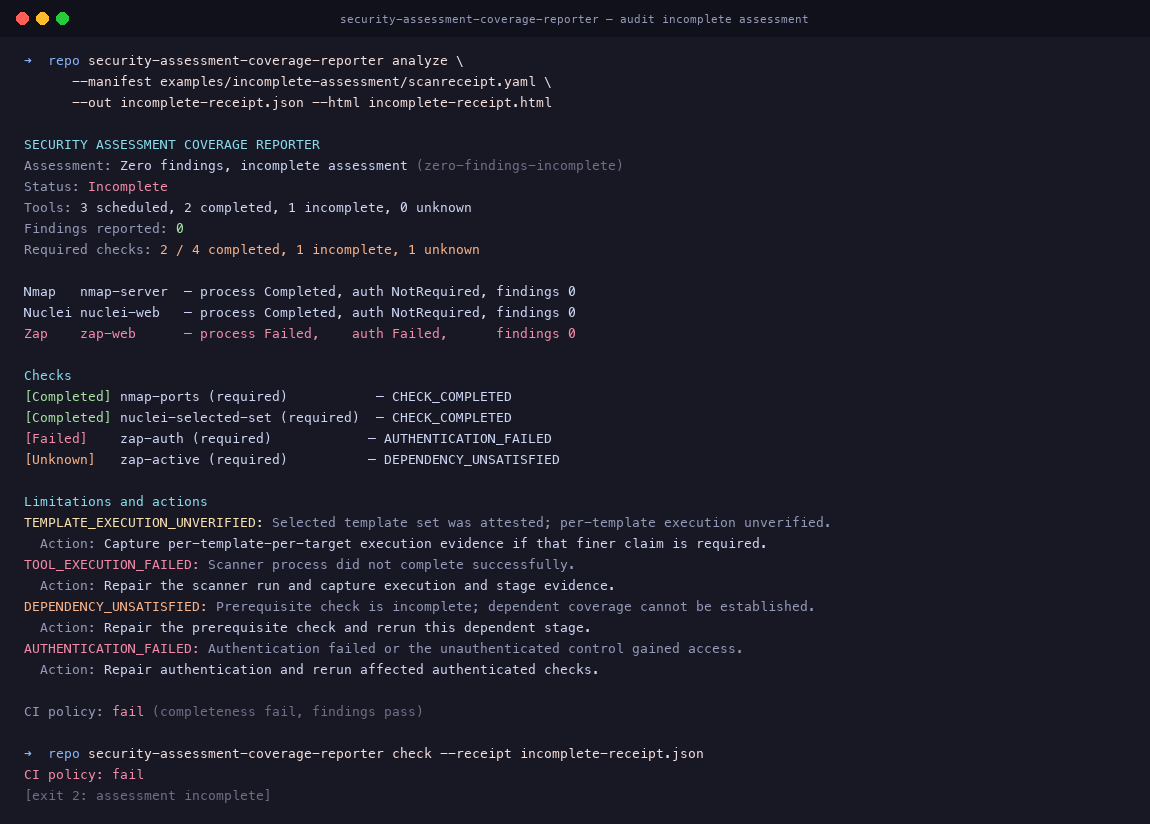 security-assessment-coverage-reporter — audit incomplete assessment
→ repo security-assessment-coverage-reporter analyze \
--manifest examples/incomplete-assessment/scanreceipt.yaml \
--out incomplete-receipt.json --html incomplete-receipt.html
SECURITY ASSESSMENT COVERAGE REPORTER
Assessment: Zero findings, incomplete assessment (zero-findings-incomplete)
Status: Incomplete
Tools: 3 scheduled, 2 completed, 1 incomplete, 0 unknown
Findings reported: 0
Required checks: 2 / 4 completed, 1 incomplete, 1 unknown
Nmap nmap-server — process Completed, auth NotRequired, findings 0
Nuclei nuclei-web — process Completed, auth NotRequired, findings 0
Zap zap-web — process Failed, auth Failed, findings 0
Checks
[Completed] nmap-ports (required) — CHECK_COMPLETED
[Completed] nuclei-selected-set (required) — CHECK_COMPLETED
[Failed] zap-auth (required) — AUTHENTICATION_FAILED
[Unknown] zap-active (required) — DEPENDENCY_UNSATISFIED
Limitations and actions
TEMPLATE_EXECUTION_UNVERIFIED: Selected template set was attested; per-template execution unverified.
Action: Capture per-template-per-target execution evidence if that finer claim is required.
TOOL_EXECUTION_FAILED: Scanner process did not complete successfully.
Action: Repair the scanner run and capture execution and stage evidence.
DEPENDENCY_UNSATISFIED: Prerequisite check is incomplete; dependent coverage cannot be established.
Action: Repair the prerequisite check and rerun this dependent stage.
AUTHENTICATION_FAILED: Authentication failed or the unauthenticated control gained access.
Action: Repair authentication and rerun affected authenticated checks.
CI policy: fail (completeness fail, findings pass)
→ repo security-assessment-coverage-reporter check --receipt incomplete-receipt.json
CI policy: fail
[exit 2: assessment incomplete]